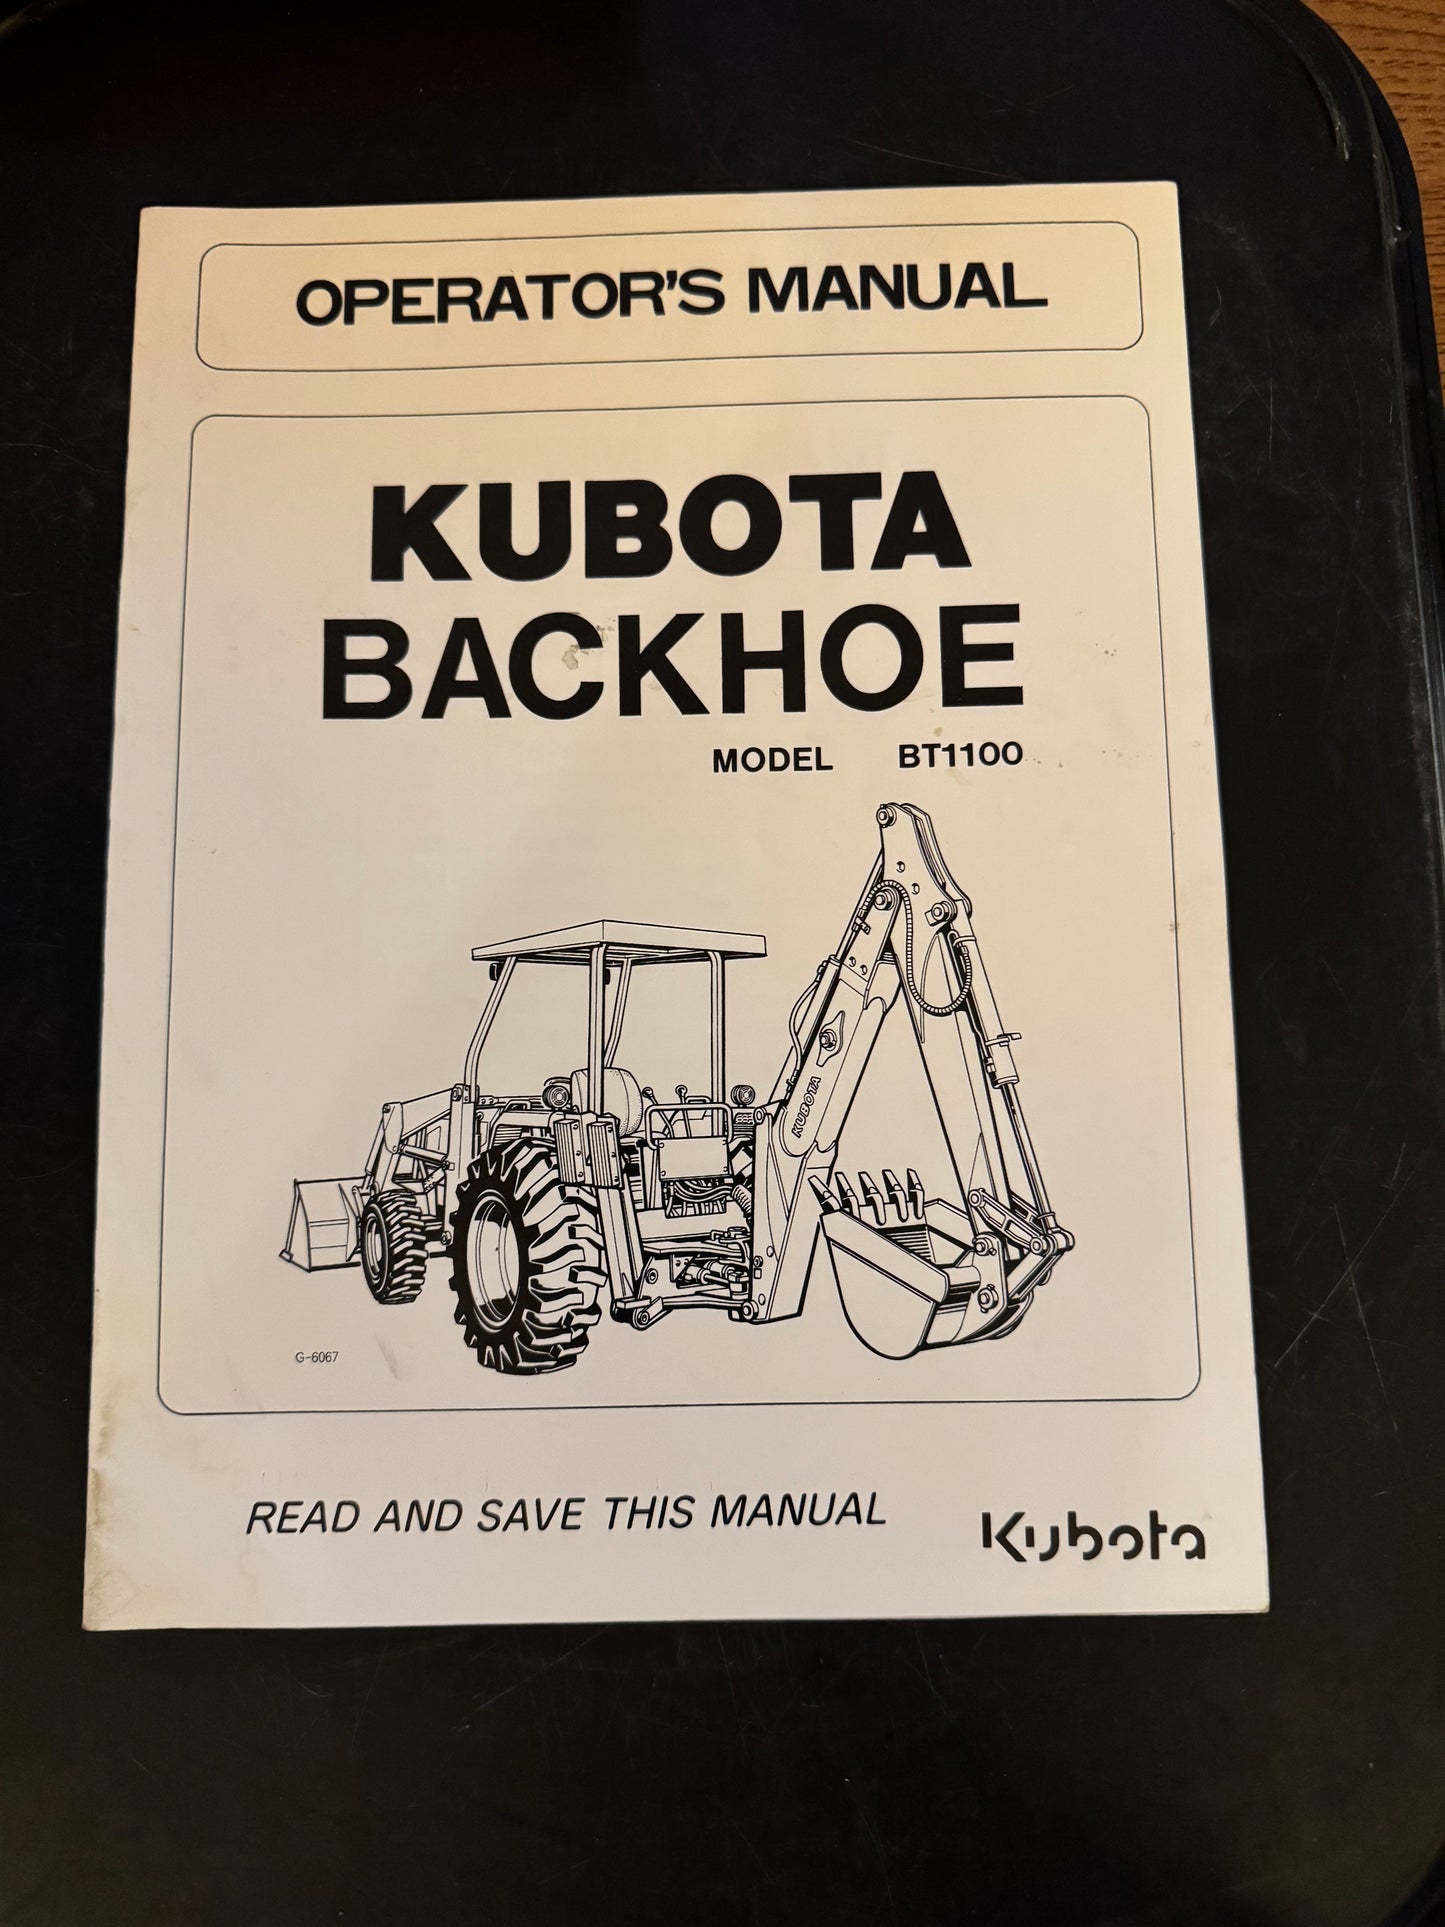 OPERATOR'S MANUAL
KUBOTA
BACKHOE
MODEL BT1100
KUBOTA
G-6067
READ AND SAVE THIS MANUAL
Kubota